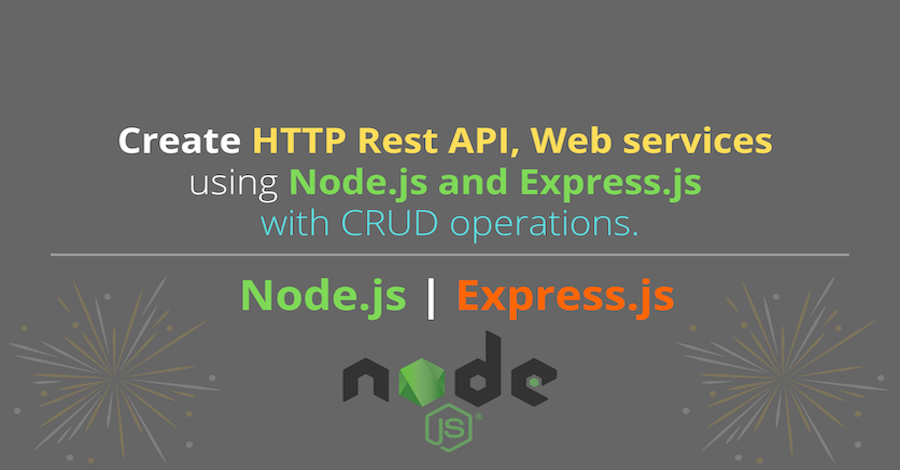 Create HTTP Rest API, Web services
using Node.js and Express.js
with CRUD operations.
Node.js | Express.js
node
JS®